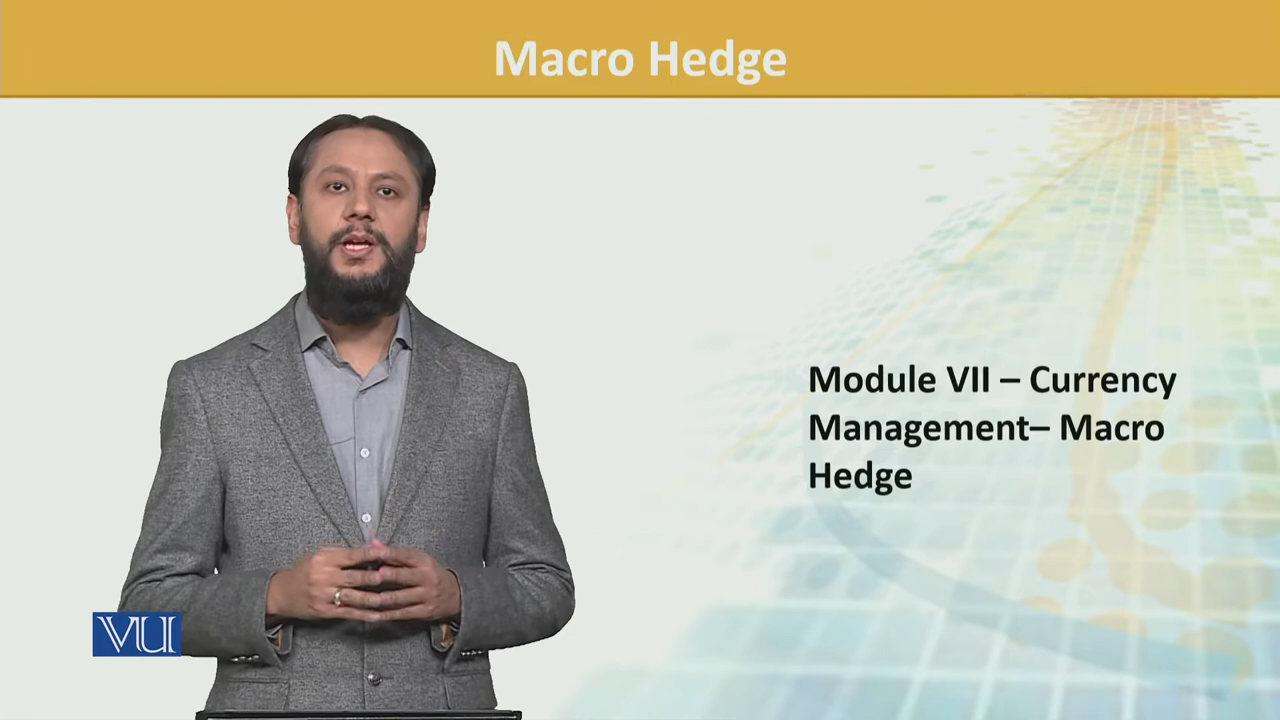 Macro Hedge
Module VII – Currency
Management– Macro
Hedge
VU